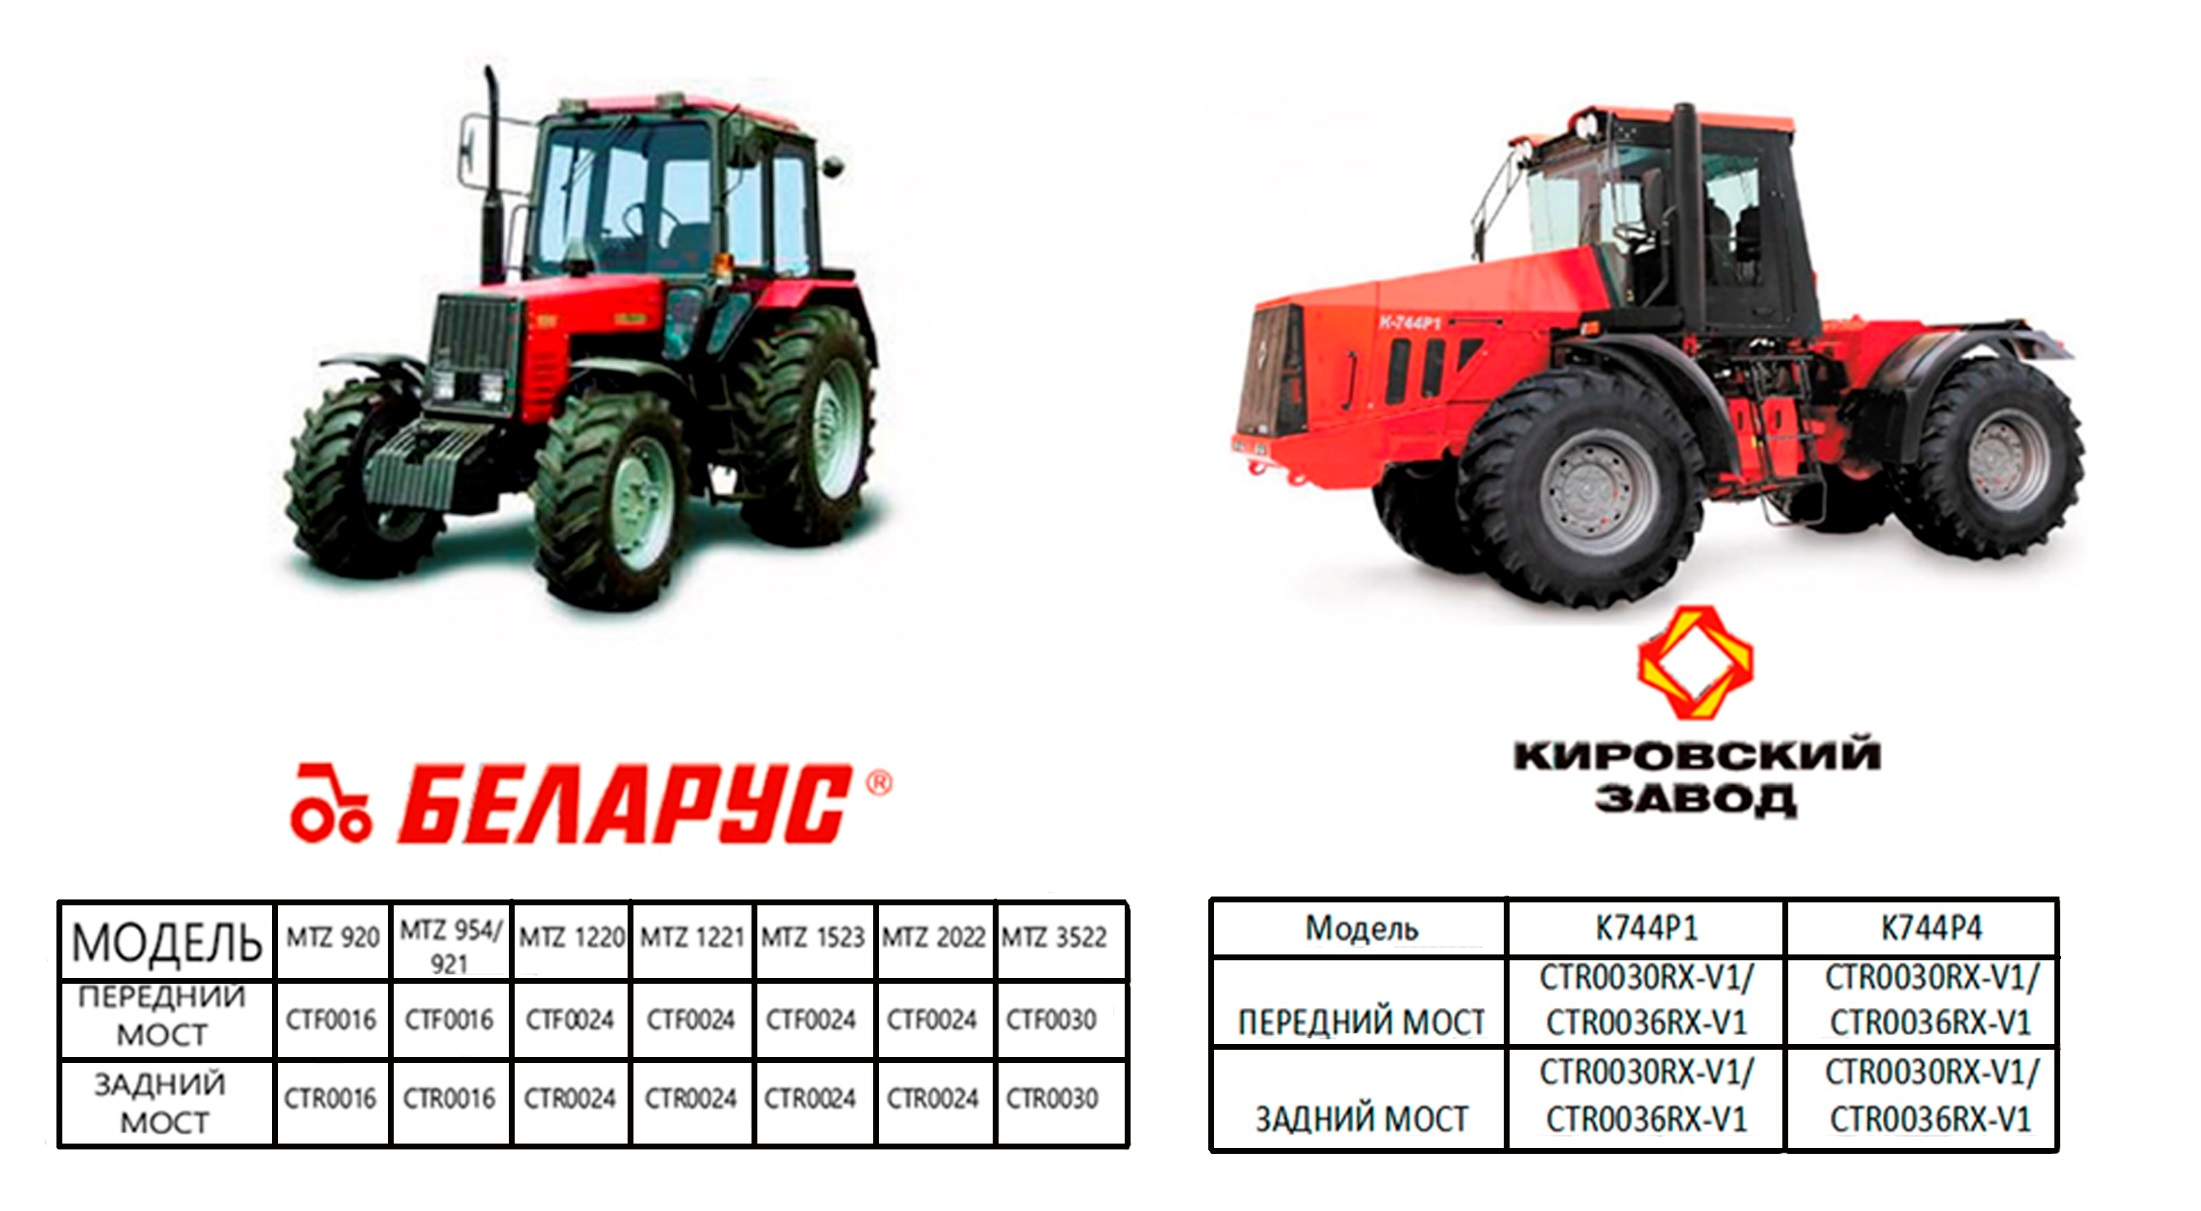 К-744Р1
БЕЛАРУС®
КИРОВСКИЙ
ЗАВОД
МОДЕЛЬ MTZ 920 MTZ 954/ 921 MTZ 1220 MTZ 1221 MTZ 1523 MTZ 2022 MTZ 3522
ПЕРЕДНИЙ МОСТ CTF0016 CTF0016 CTF0024 CTF0024 CTF0024 CTF0024 CTF0030
ЗАДНИЙ МОСТ CTR0016 CTR0016 CTR0024 CTR0024 CTR0024 CTR0024 CTR0030
Модель К744Р1 К744Р4
ПЕРЕДНИЙ МОСТ CTR0030RX-V1/ CTR0036RX-V1 CTR0030RX-V1/ CTR0036RX-V1
ЗАДНИЙ МОСТ CTR0030RX-V1/ CTR0036RX-V1 CTR0030RX-V1/ CTR0036RX-V1